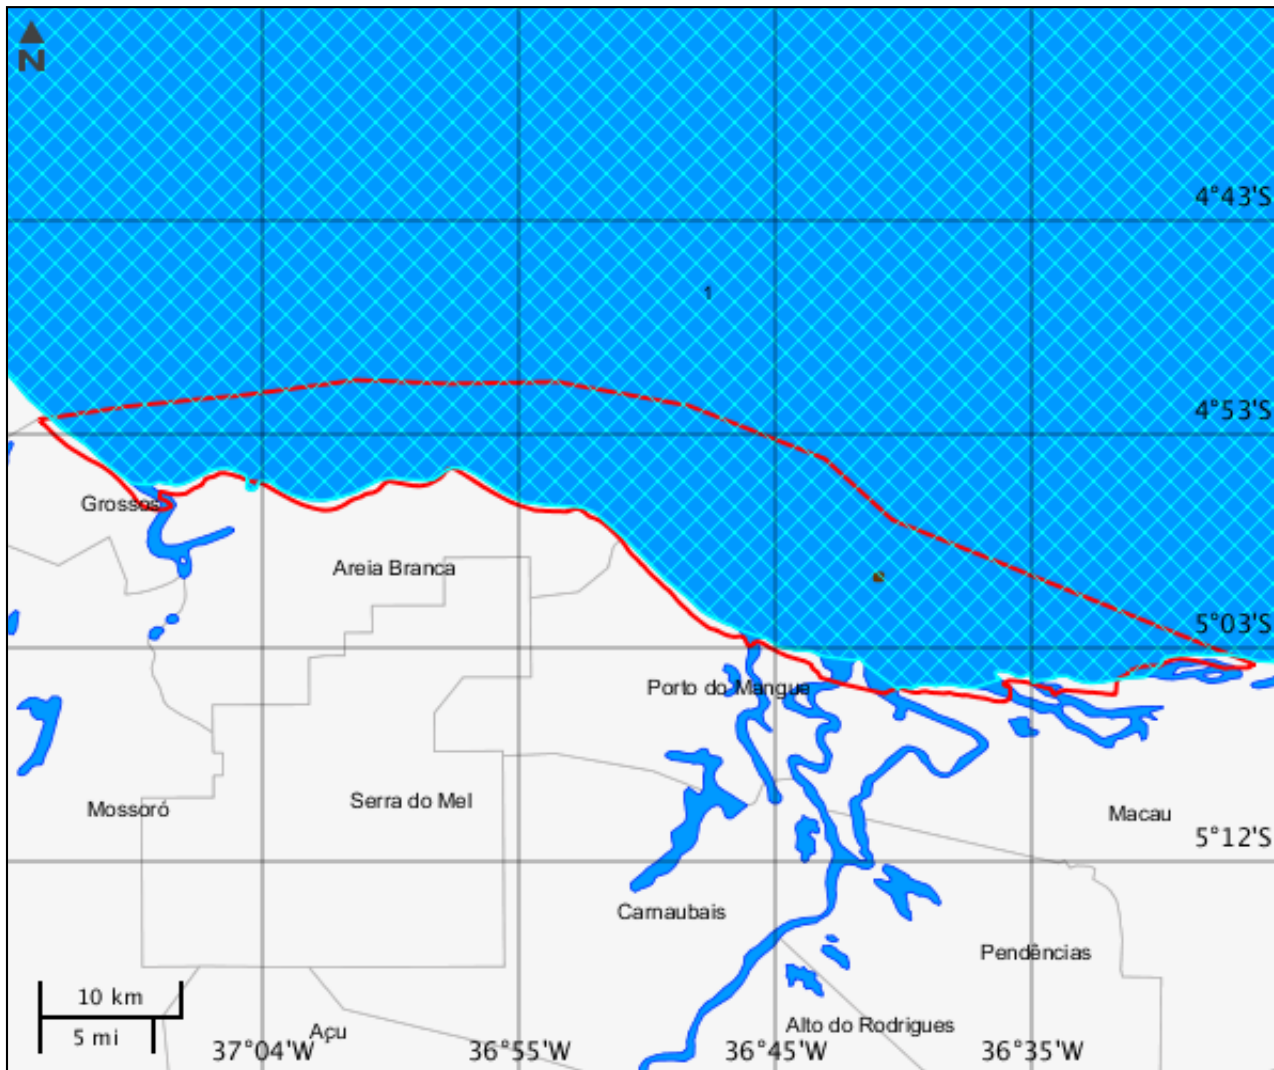 N
4°43'S
1
4°53'S
Grossos
Areia Branca
5°03'S
Porto do Mangue
Serra do Mel
Mossoró
Macau
5°12'S
Carnaubais
Pendências
10 km
5 mi
Açu
Alto do Rodrigues
37°04'W
36°55'W
36°45'W
36°35'W